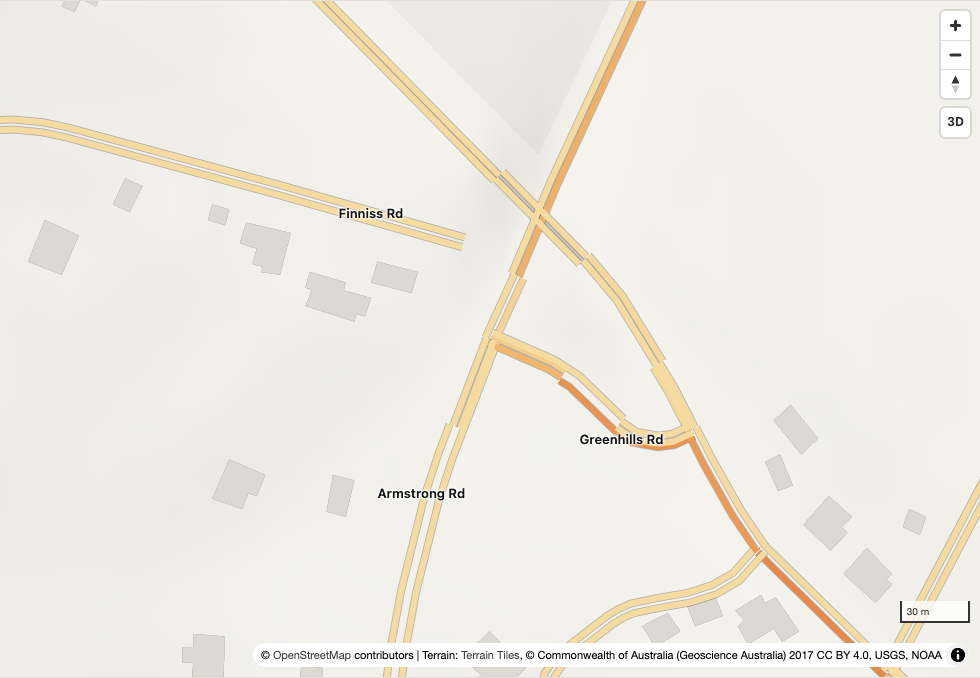 3D
Finniss Rd
Greenhills Rd
Armstrong Rd
30 m
© OpenStreetMap contributors | Terrain: Terrain Tiles, © Commonwealth of Australia (Geoscience Australia) 2017 CC BY 4.0, USGS, NOAA